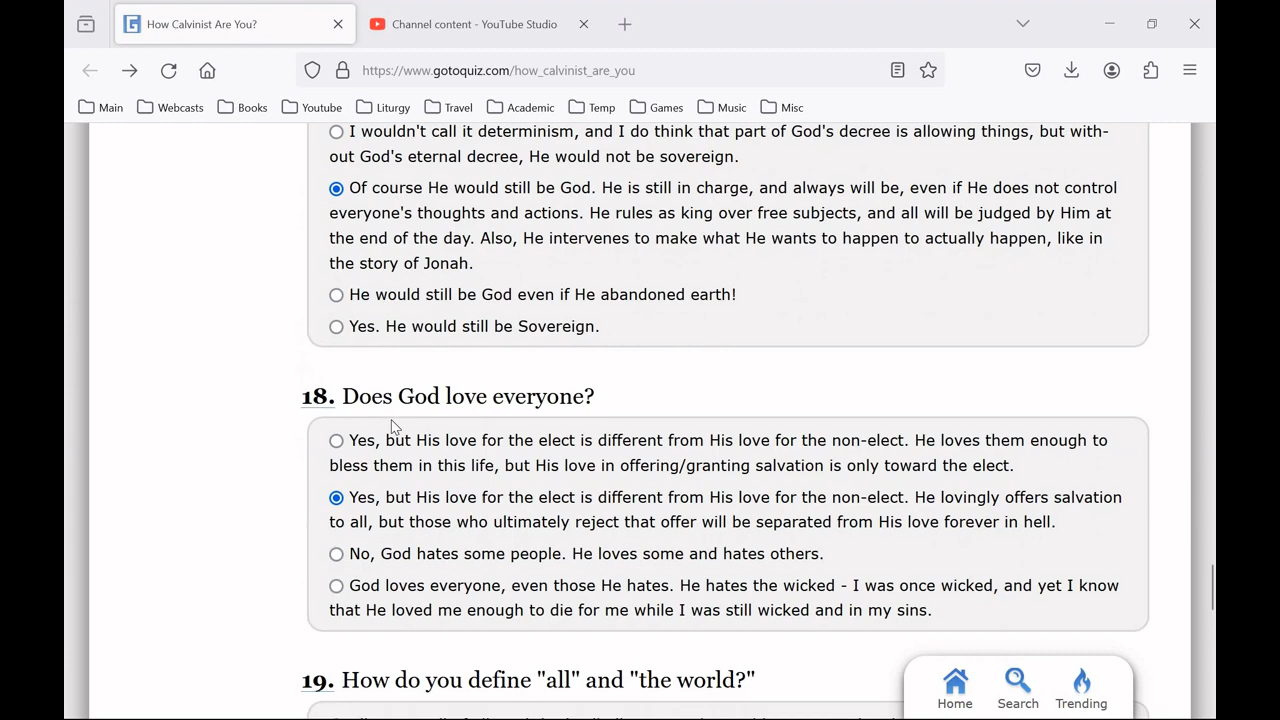 How Calvinist Are You?
Channel content - YouTube Studio
https://www.gotoquiz.com/how_calvinist_are_you
Main Webcasts Books Youtube Liturgy Travel Academic Temp Games Music Misc
I wouldn't call it determinism, and I do think that part of God's decree is allowing things, but with-
out God's eternal decree, He would not be sovereign.
Of course He would still be God. He is still in charge, and always will be, even if He does not control
everyone's thoughts and actions. He rules as king over free subjects, and all will be judged by Him at
the end of the day. Also, He intervenes to make what He wants to happen to actually happen, like in
the story of Jonah.
He would still be God even if He abandoned earth!
Yes. He would still be Sovereign.
18. Does God love everyone?
Yes, but His love for the elect is different from His love for the non-elect. He loves them enough to
bless them in this life, but His love in offering/granting salvation is only toward the elect.
Yes, but His love for the elect is different from His love for the non-elect. He lovingly offers salvation
to all, but those who ultimately reject that offer will be separated from His love forever in hell.
No, God hates some people. He loves some and hates others.
God loves everyone, even those He hates. He hates the wicked - I was once wicked, and yet I know
that He loved me enough to die for me while I was still wicked and in my sins.
19. How do you define "all" and "the world?"
Home Search Trending